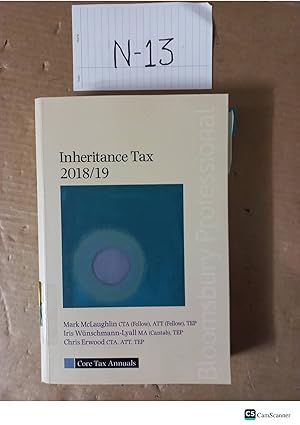 N-13
Inheritance Tax
2018/19
Bloomsbury Professional
Mark McLaughlin CTA (Fellow), ATT (Fellow), TEP
Iris Wünschmann-Lyall MA (Cantab), TEP
Chris Erwood CTA, ATT, TEP
Core Tax Annuals
CS CamScanner